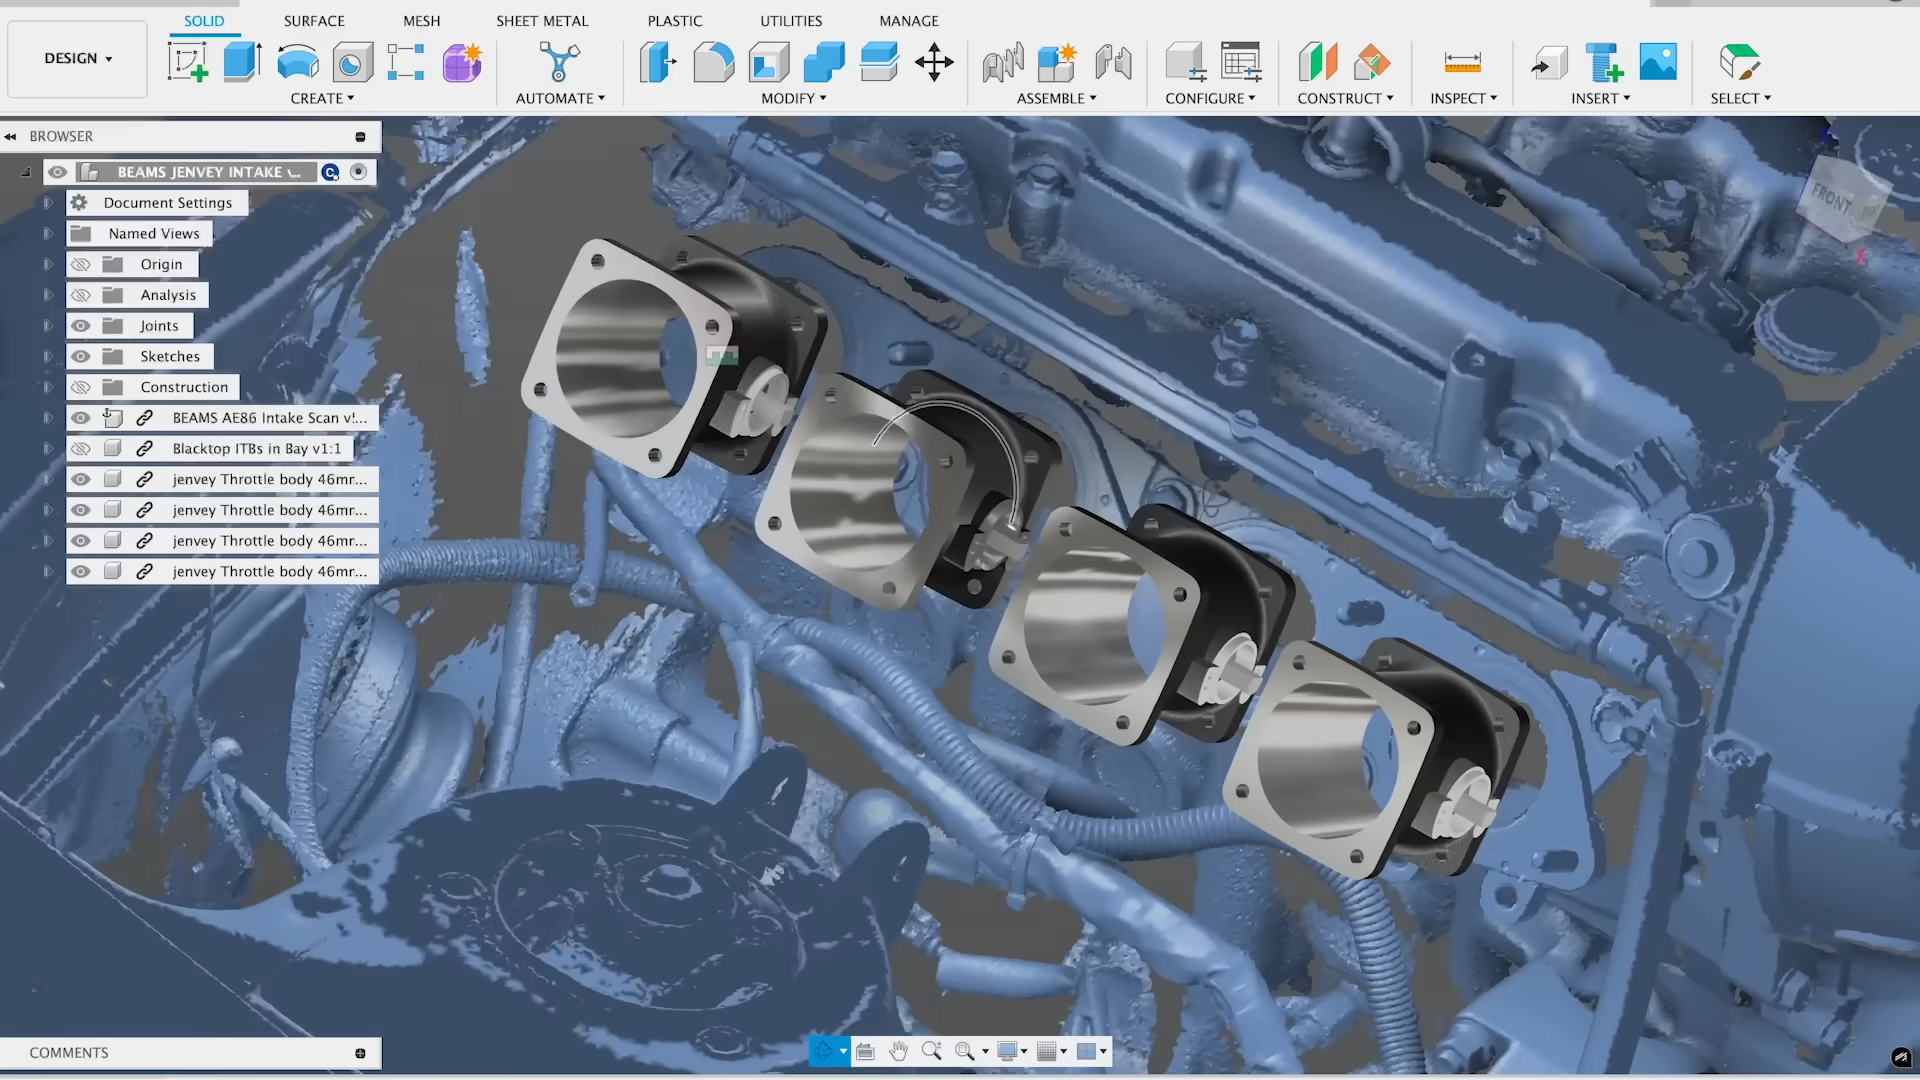 SOLID SURFACE MESH SHEET METAL PLASTIC UTILITIES MANAGE
DESIGN
CREATE AUTOMATE MODIFY ASSEMBLE CONFIGURE CONSTRUCT INSPECT INSERT SELECT
BROWSER
BEAMS JENVEY INTAKE
Document Settings
Named Views
Origin
Analysis
Joints
Sketches
Construction
BEAMS AE86 Intake Scan v!...
Blacktop ITBs in Bay v1:1
jenvey Throttle body 46mr...
jenvey Throttle body 46mr...
jenvey Throttle body 46mr...
jenvey Throttle body 46mr...
FRONT
X
COMMENTS